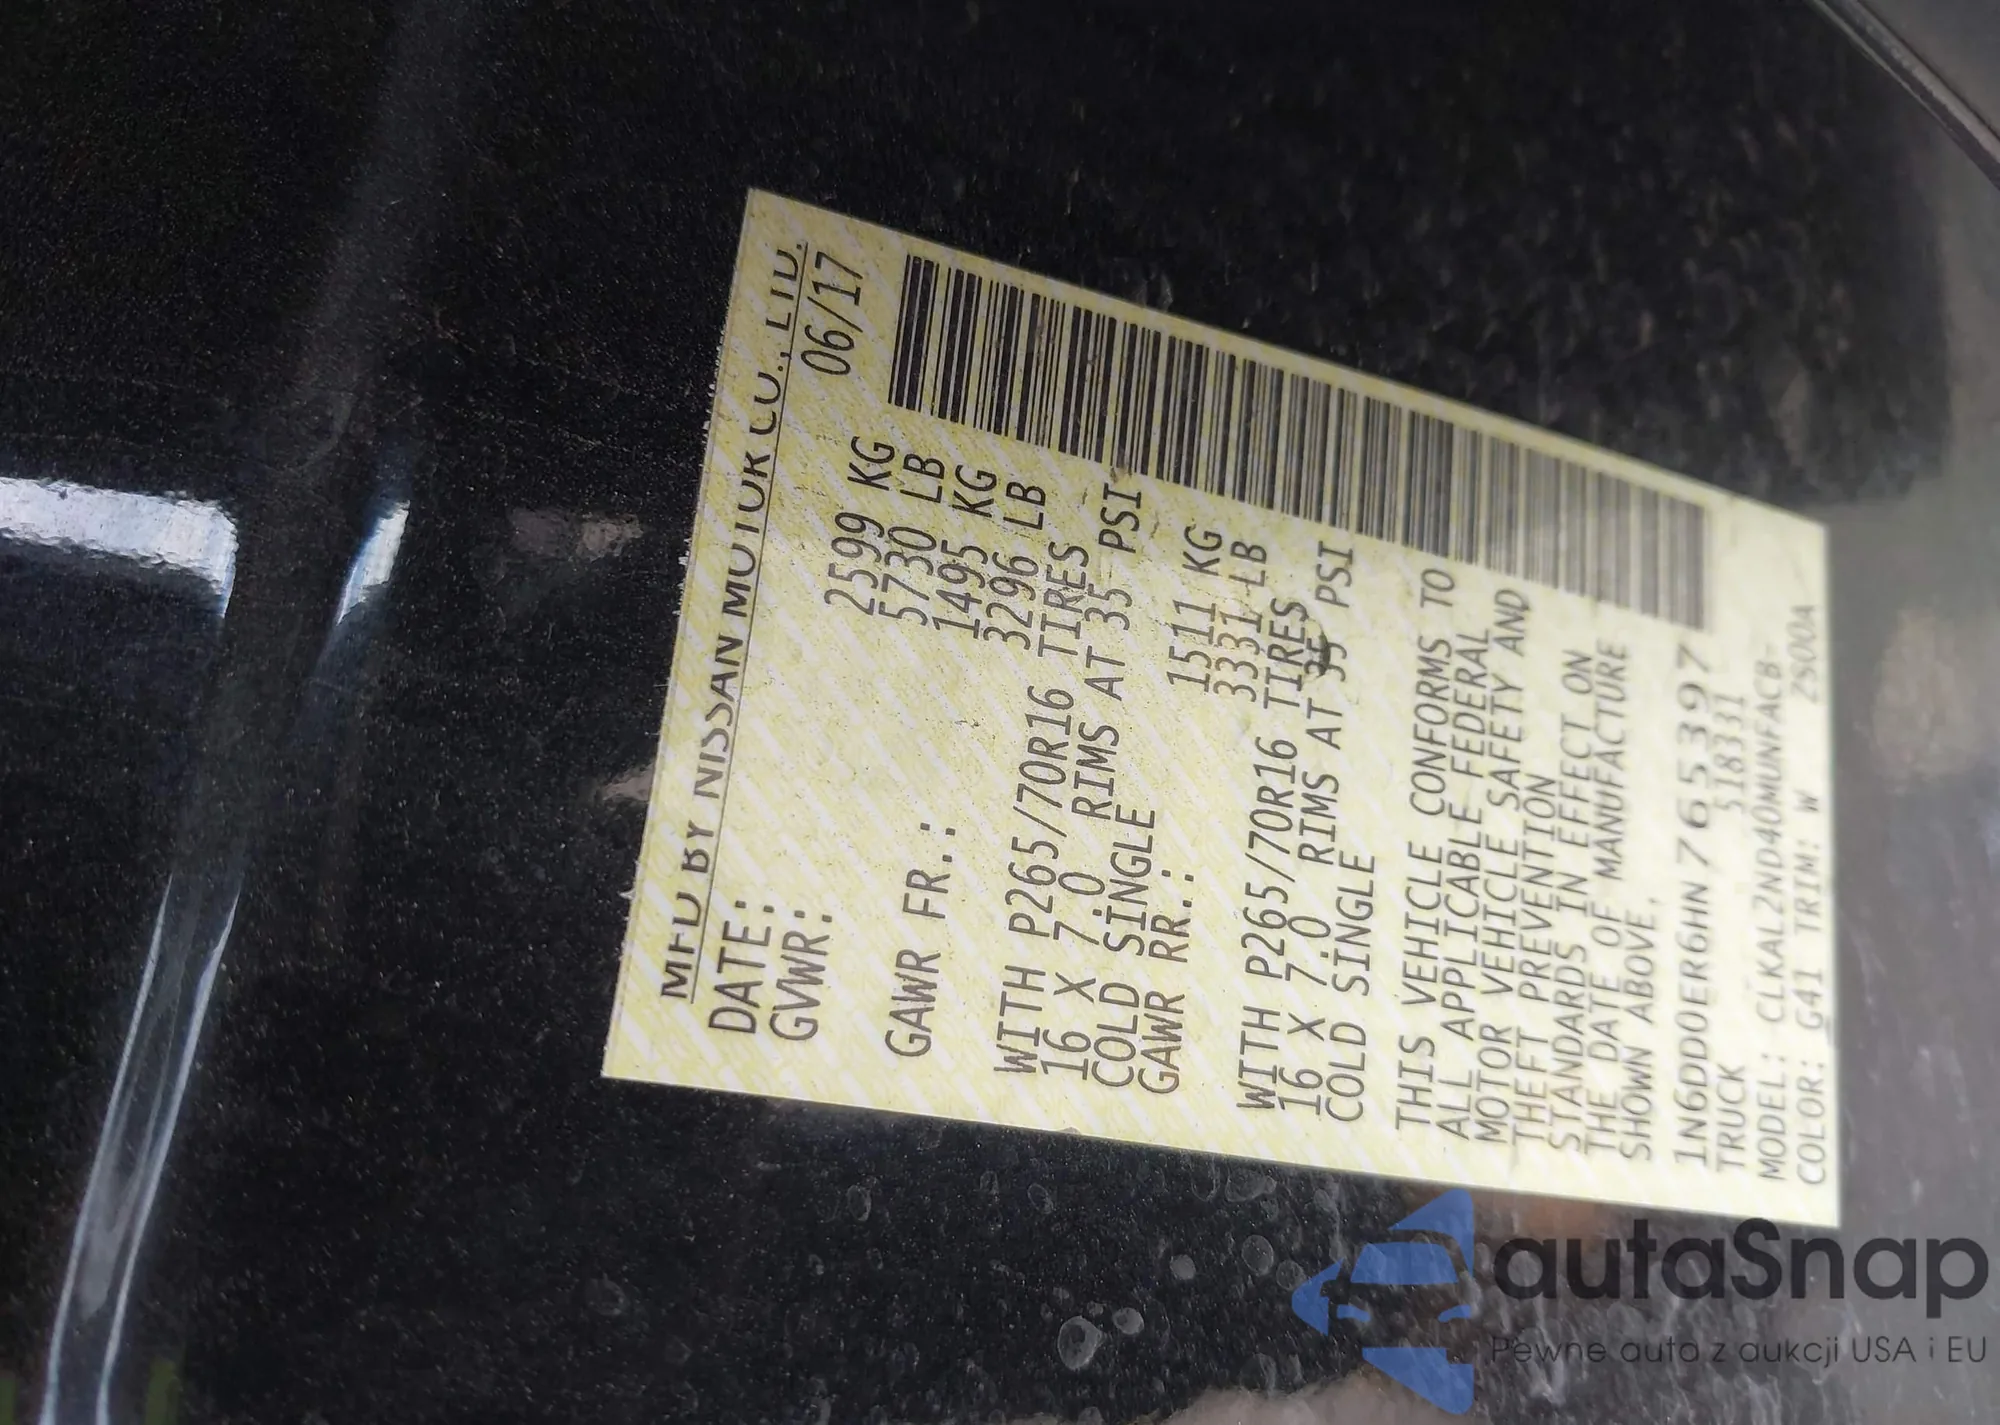 MFD BY NISSAN MOTOR CO., LTD.
DATE: 06/17
GVWR: 2599 KG
5730 LB
GAWR FR.: 1495 KG
3296 LB
WITH P265/70R16 TIRES
16 X 7.0 RIMS AT 35 PSI
COLD SINGLE
GAWR RR.: 1511 KG
3331 LB
WITH P265/70R16 TIRES
16 X 7.0 RIMS AT PSI
COLD SINGLE
THIS VEHICLE CONFORMS TO
ALL APPLICABLE FEDERAL
MOTOR VEHICLE SAFETY AND
THEFT PREVENTION
STANDARDS IN EFFECT ON
THE DATE OF MANUFACTURE
SHOWN ABOVE.
1N6DD0ER6HN765397
TRUCK 518331
MODEL: CLKAL2ND40MUNFACB-
COLOR: G41 TRIM: W 2S00A
autaSnap
Pewne auta z aukcji USA i EU